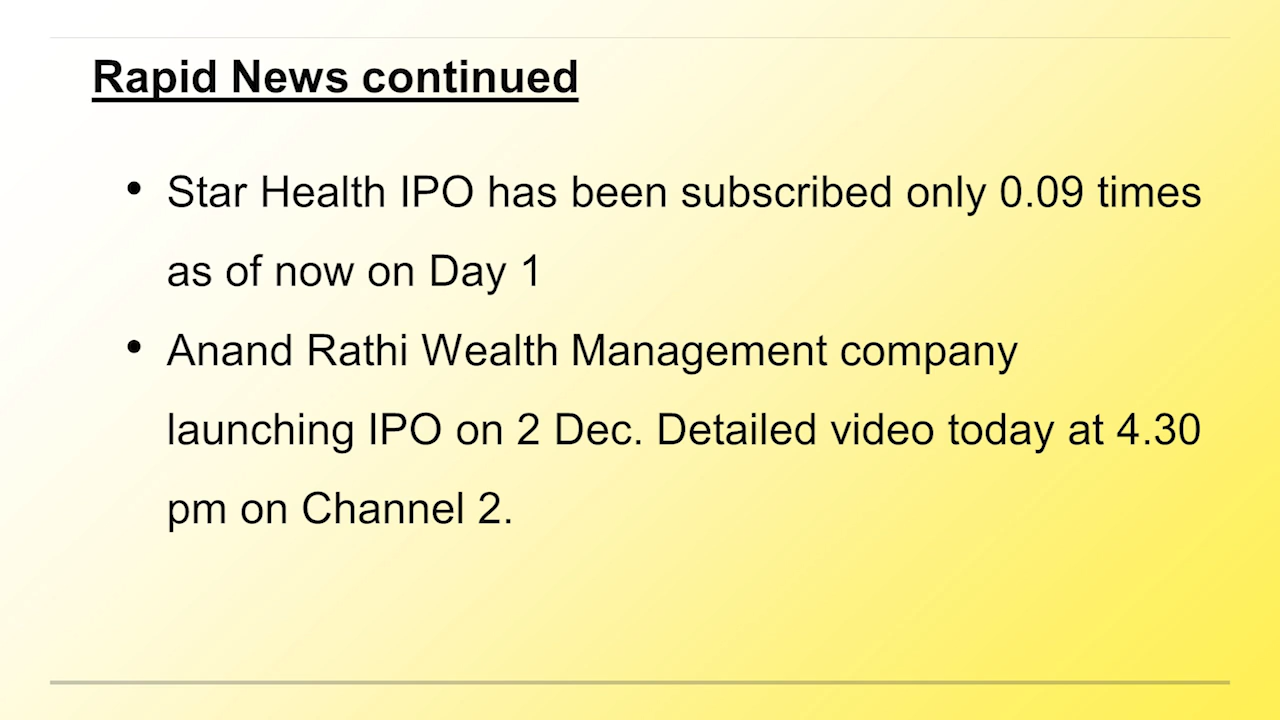 Rapid News continued
• Star Health IPO has been subscribed only 0.09 times
as of now on Day 1
• Anand Rathi Wealth Management company
launching IPO on 2 Dec. Detailed video today at 4.30
pm on Channel 2.